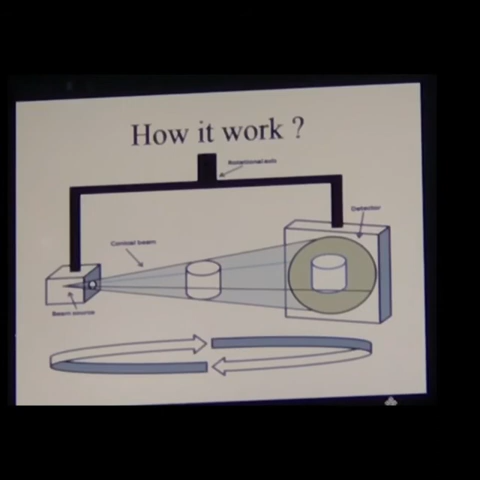 How it work ?
Rotational axis
Detector
Conical beam
Beam source